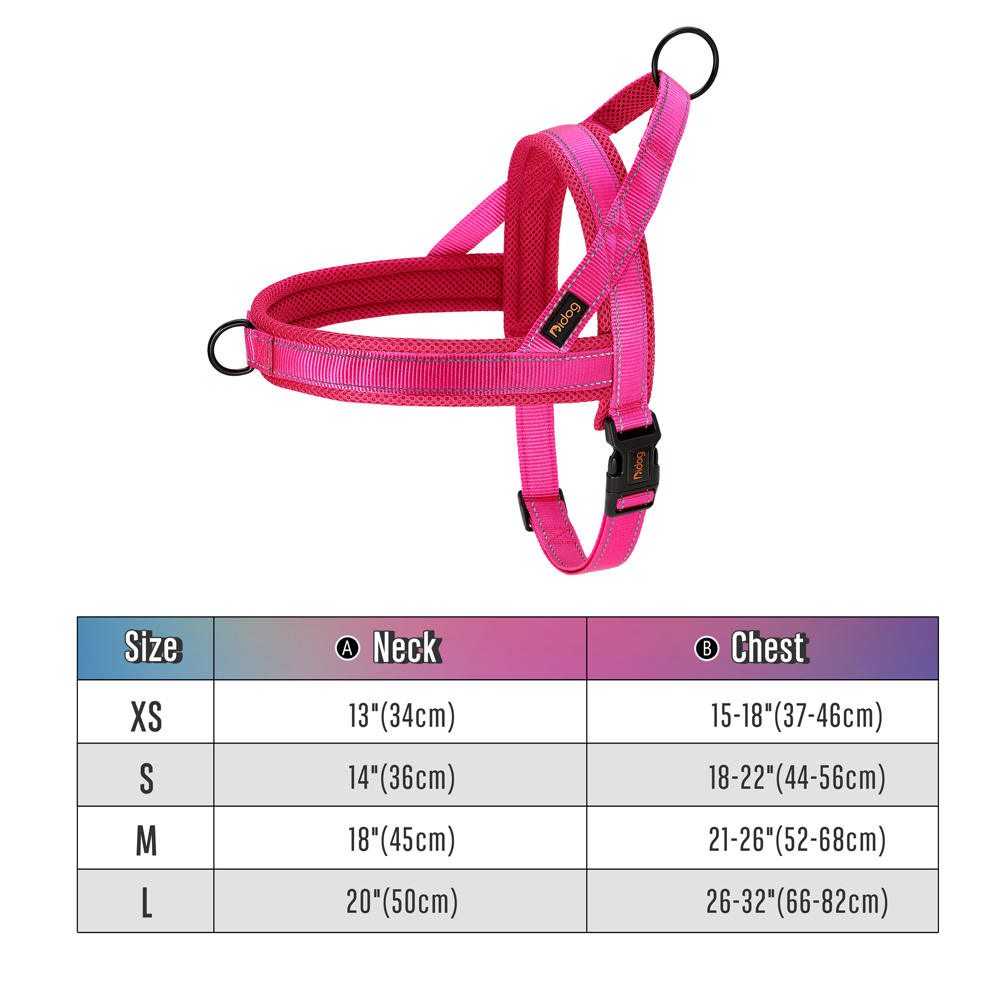 Didog
Didog
Size A Neck B Chest
XS 13"(34cm) 15-18"(37-46cm)
S 14"(36cm) 18-22"(44-56cm)
M 18"(45cm) 21-26"(52-68cm)
L 20"(50cm) 26-32"(66-82cm)